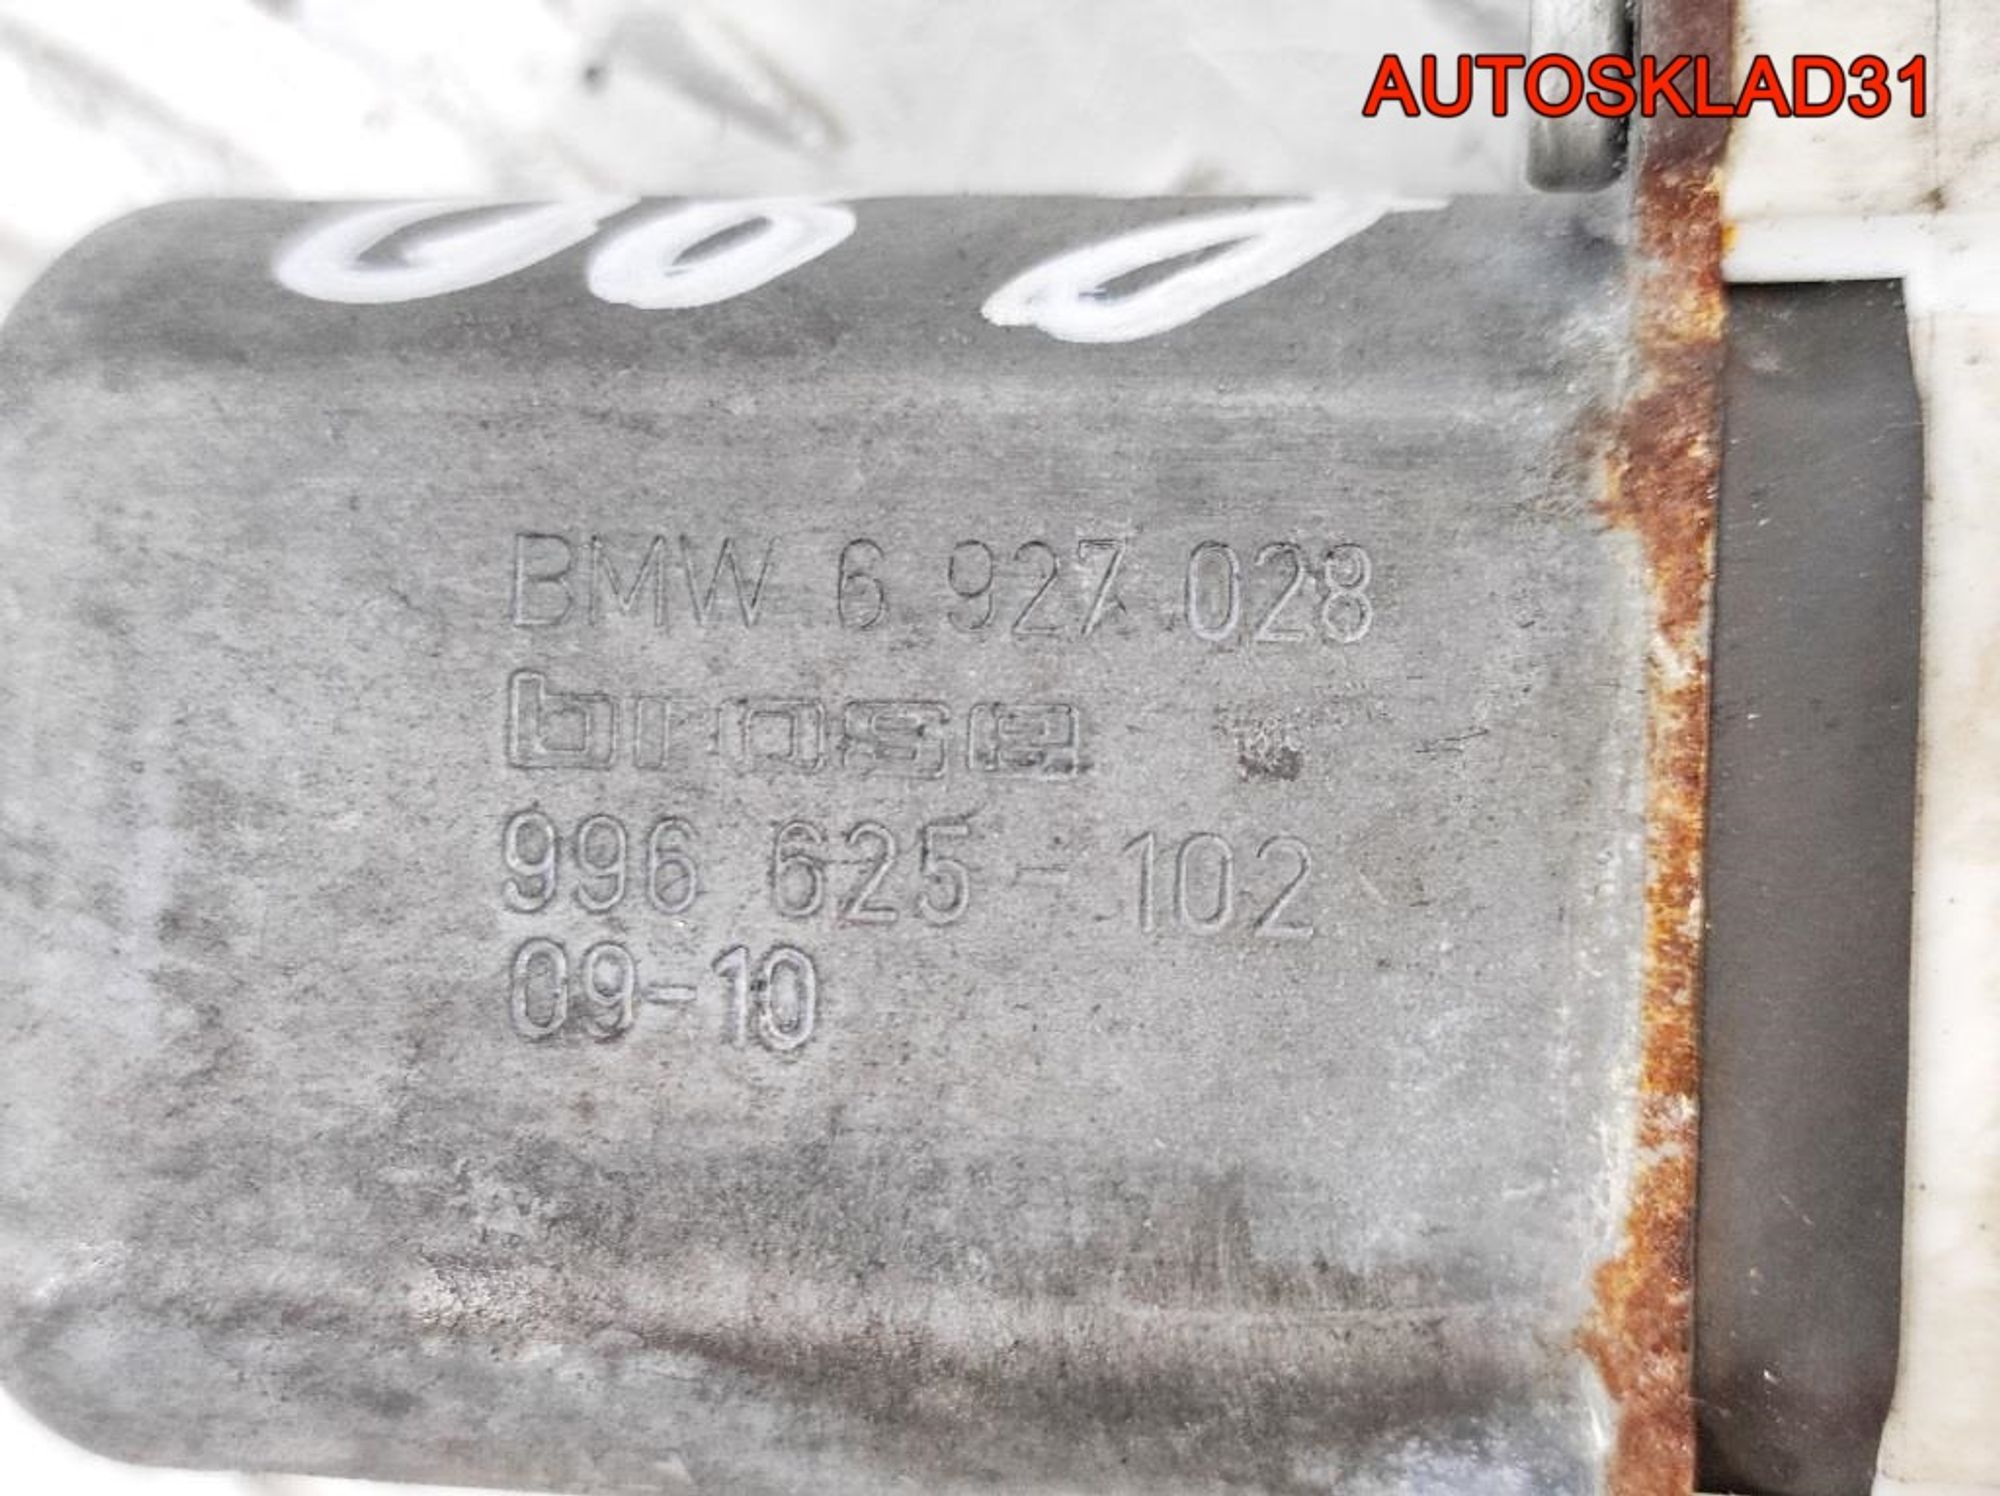 AUTOSKLAD31
BMW 6 927 028
brose
996 625-102
09-10